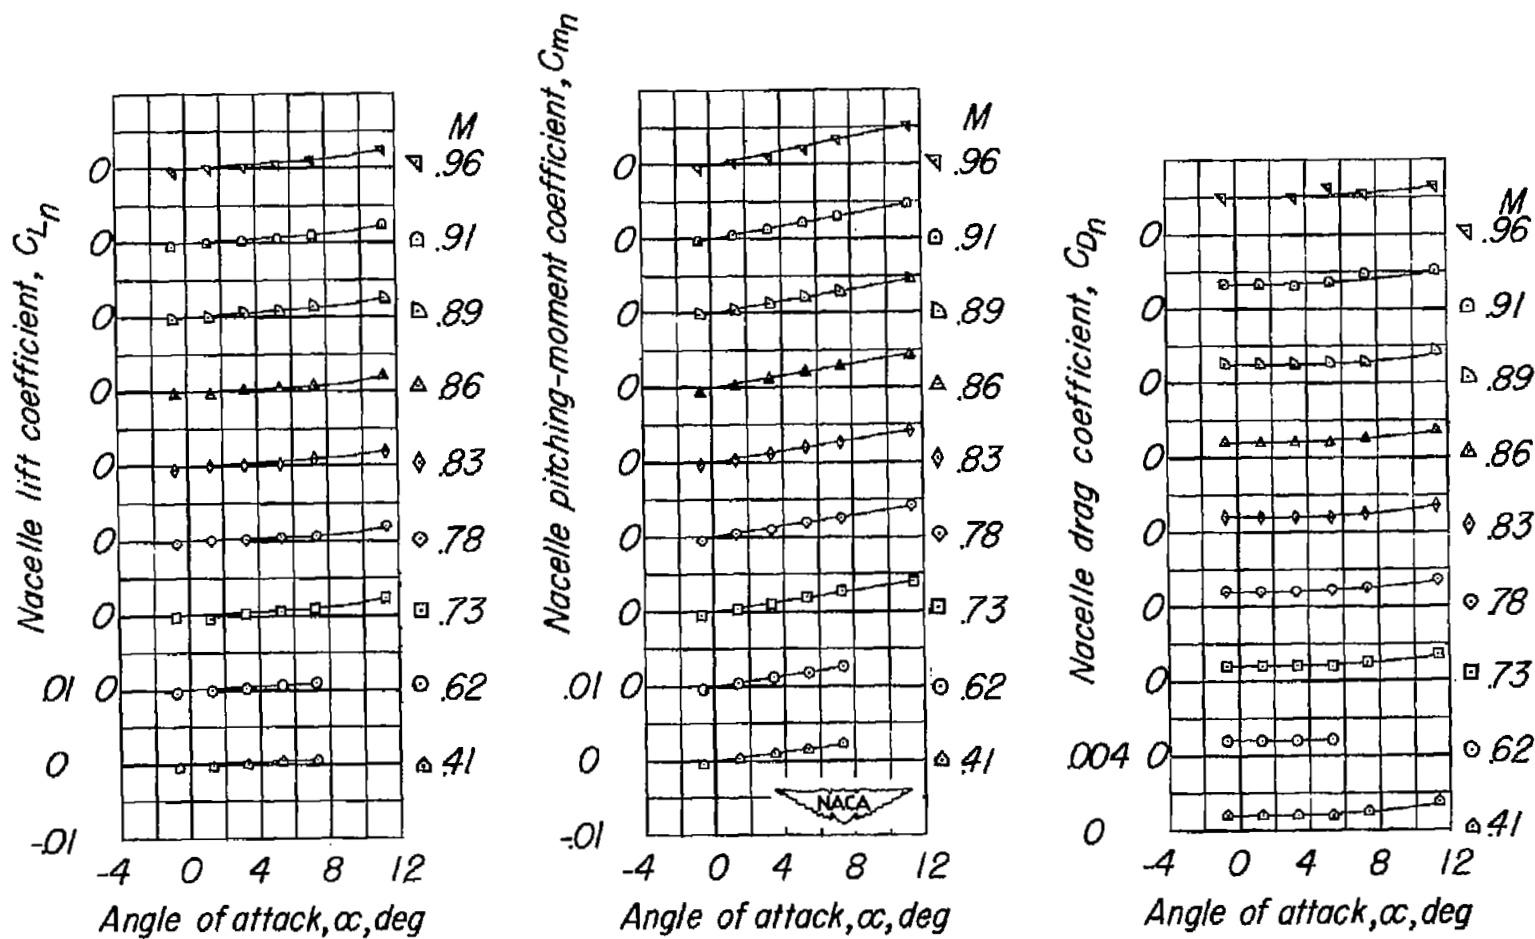 Nacelle lift coefficient, CLn
M
0 .96
0 .91
0 .89
0 .86
0 .83
0 .78
0 .73
.01 0 .62
0 .41
-.01
-4 0 4 8 12
Angle of attack, α, deg
Nacelle pitching-moment coefficient, Cmn
M
0 .96
0 .91
0 .89
0 .86
0 .83
0 .78
0 .73
.01 0 .62
0 .41
NACA
-.01
-4 0 4 8 12
Angle of attack, α, deg
Nacelle drag coefficient, CDn
M
0 .96
0 .91
0 .89
0 .86
0 .83
0 .78
0 .73
.004 0 .62
0 .41
-4 0 4 8 12
Angle of attack, α, deg